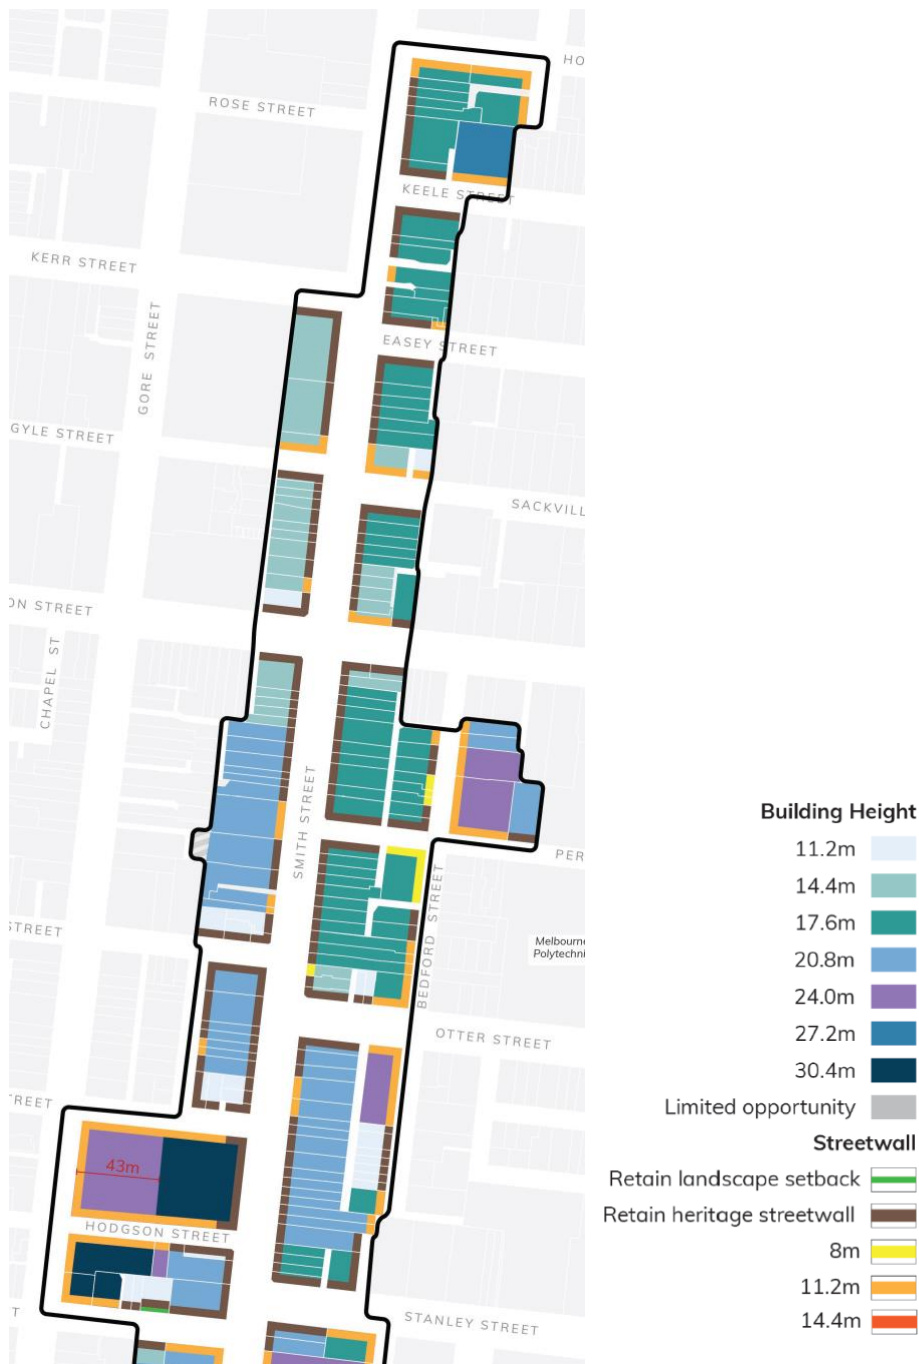 HO
ROSE STREET
KEELE STREET
KERR STREET
GORE STREET
EASEY STREET
GYLE STREET
SACKVILL
ON STREET
CHAPEL ST
SMITH STREET
PER
STREET
BEDFORD STREET
Melbourne
Polytechni
OTTER STREET
REET
43m
HODGSON STREET
T
STANLEY STREET
Building Height
11.2m
14.4m
17.6m
20.8m
24.0m
27.2m
30.4m
Limited opportunity
Streetwall
Retain landscape setback
Retain heritage streetwall
8m
11.2m
14.4m